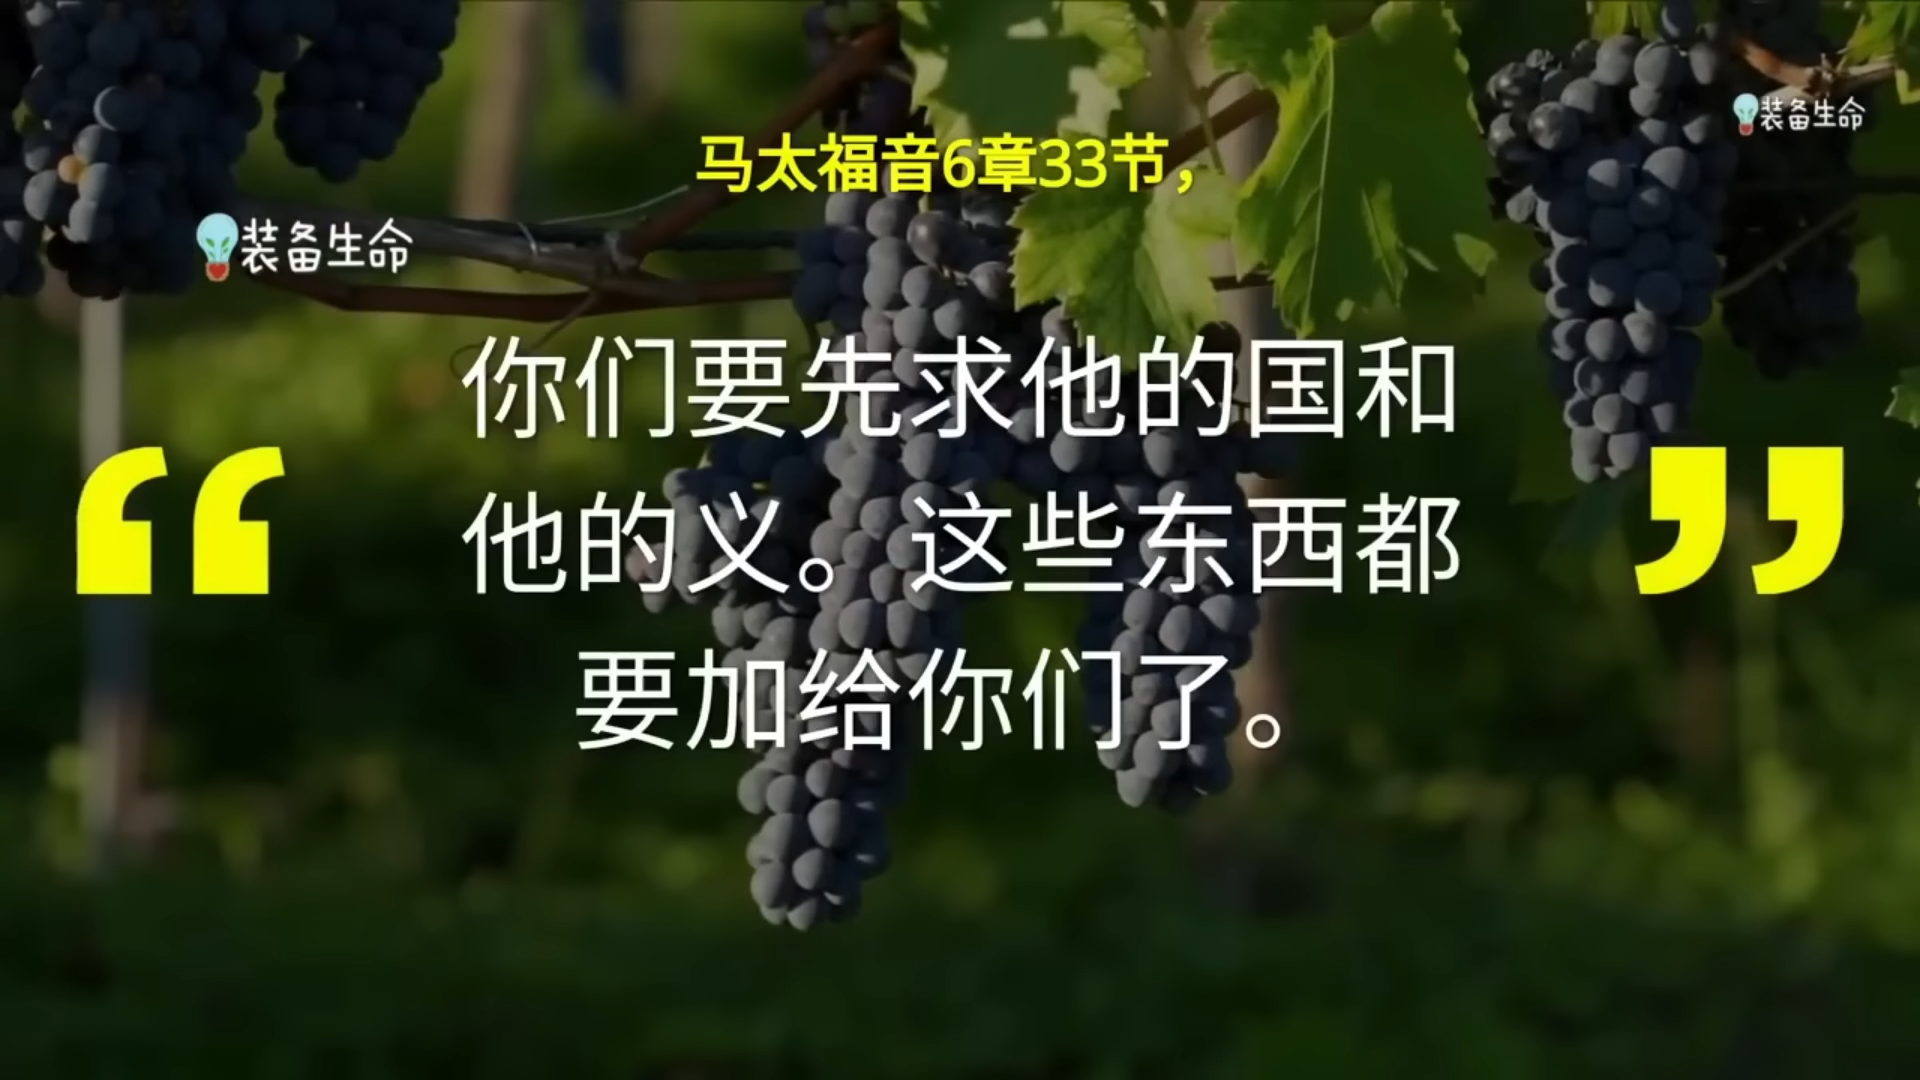 装备生命
马太福音6章33节，
装备生命
你们要先求他的国和
他的义。这些东西都
要加给你们了。